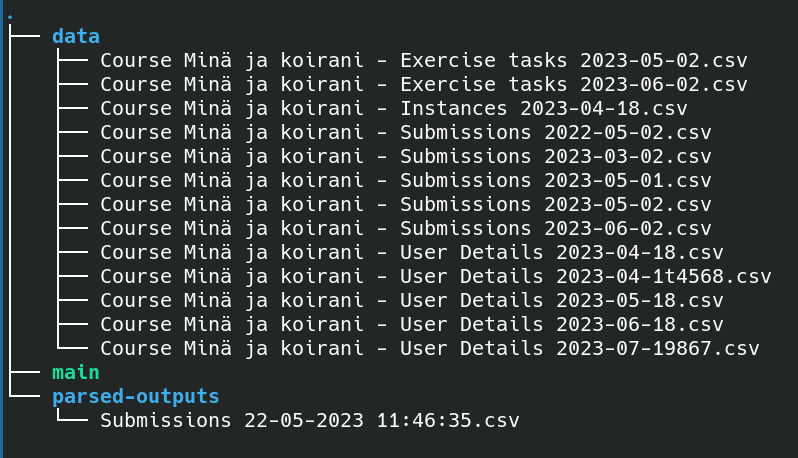 .
data
Course Minä ja koirani - Exercise tasks 2023-05-02.csv
Course Minä ja koirani - Exercise tasks 2023-06-02.csv
Course Minä ja koirani - Instances 2023-04-18.csv
Course Minä ja koirani - Submissions 2022-05-02.csv
Course Minä ja koirani - Submissions 2023-03-02.csv
Course Minä ja koirani - Submissions 2023-05-01.csv
Course Minä ja koirani - Submissions 2023-05-02.csv
Course Minä ja koirani - Submissions 2023-06-02.csv
Course Minä ja koirani - User Details 2023-04-18.csv
Course Minä ja koirani - User Details 2023-04-1t4568.csv
Course Minä ja koirani - User Details 2023-05-18.csv
Course Minä ja koirani - User Details 2023-06-18.csv
Course Minä ja koirani - User Details 2023-07-19867.csv
main
parsed-outputs
Submissions 22-05-2023 11:46:35.csv